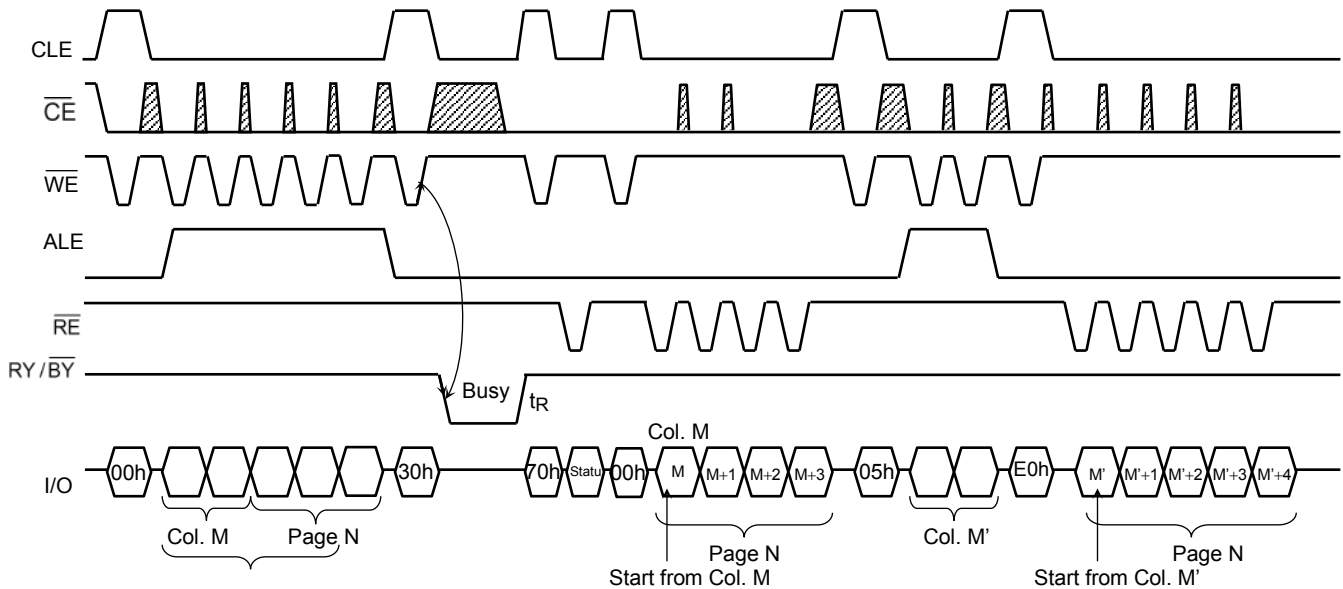 CLE
CE
WE
ALE
RE
RY / BY
Busy
tR
Col. M
I/O
00h
30h
70h
Statu
00h
M
M+1
M+2
M+3
05h
E0h
M'
M'+1
M'+2
M'+3
M'+4
Col. M
Page N
Page N
Start from Col. M
Col. M’
Page N
Start from Col. M’